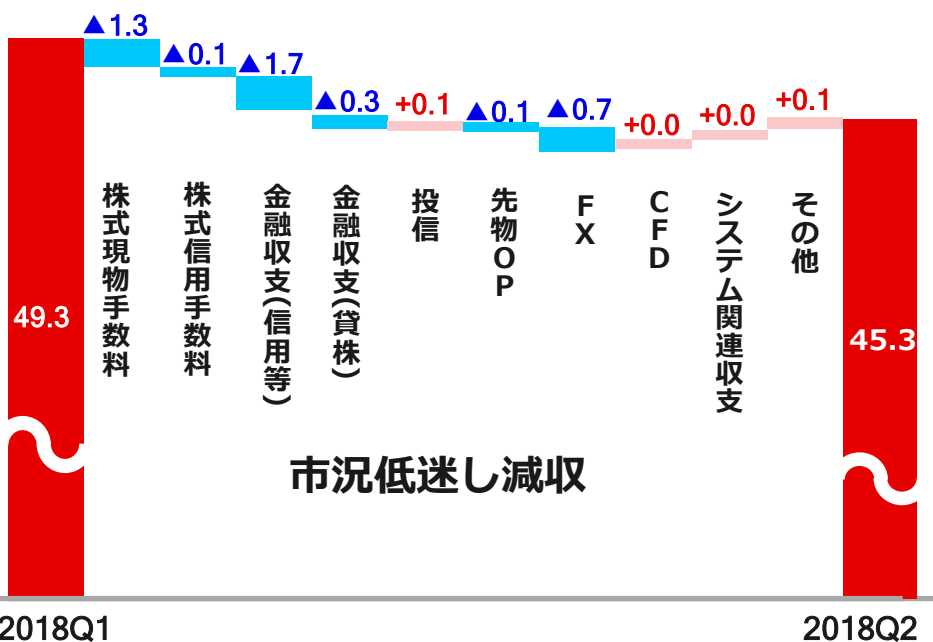 ▲1.3
▲0.1
▲1.7
▲0.3
+0.1
▲0.1
▲0.7
+0.0
+0.0
+0.1
株式現物手数料
株式信用手数料
金融収支(信用等)
金融収支(貸株)
投信
先物OP
FX
CFD
システム関連収支
その他
49.3
45.3
市況低迷し減収
2018Q1
2018Q2